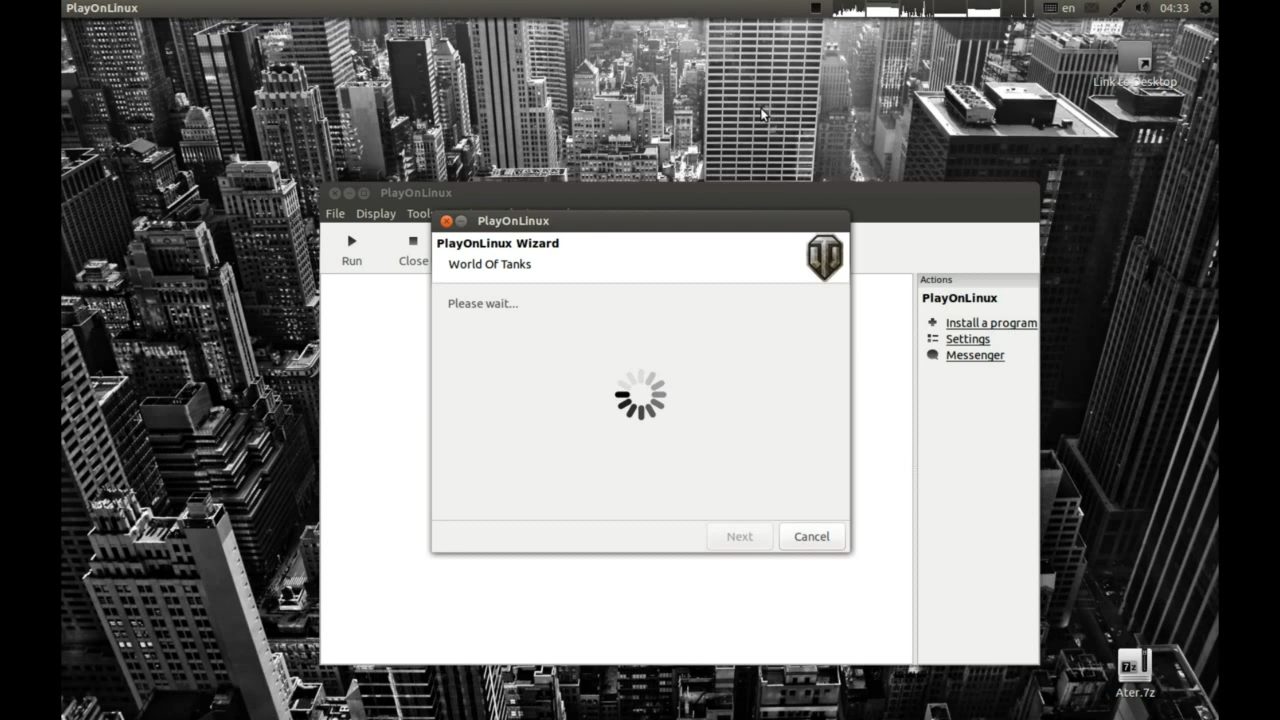 PlayOnLinux
en
04:33
Link to Desktop
PlayOnLinux
File Display Tool
PlayOnLinux
Run Close
PlayOnLinux Wizard
World Of Tanks
Please wait...
Actions
PlayOnLinux
Install a program
Settings
Messenger
Next Cancel
7z
Ater.7z